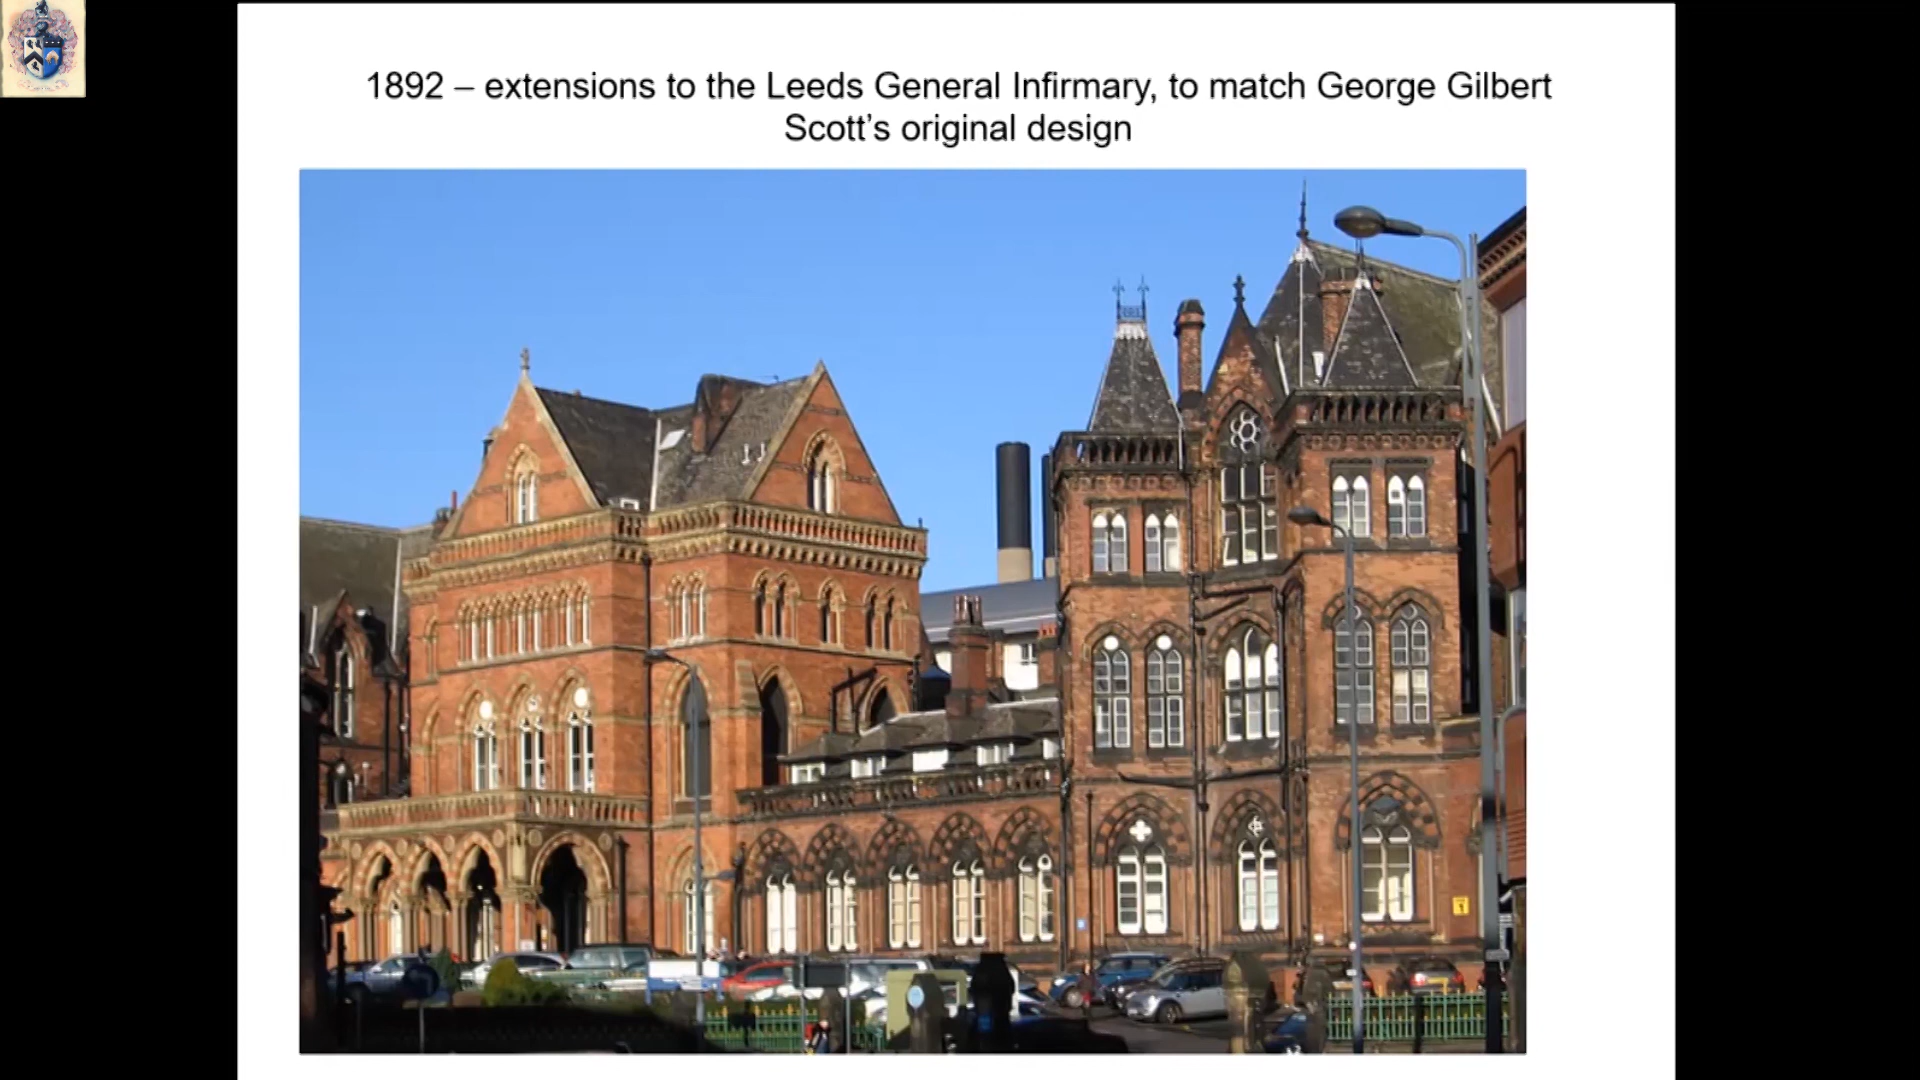 1892 – extensions to the Leeds General Infirmary, to match George Gilbert
Scott’s original design